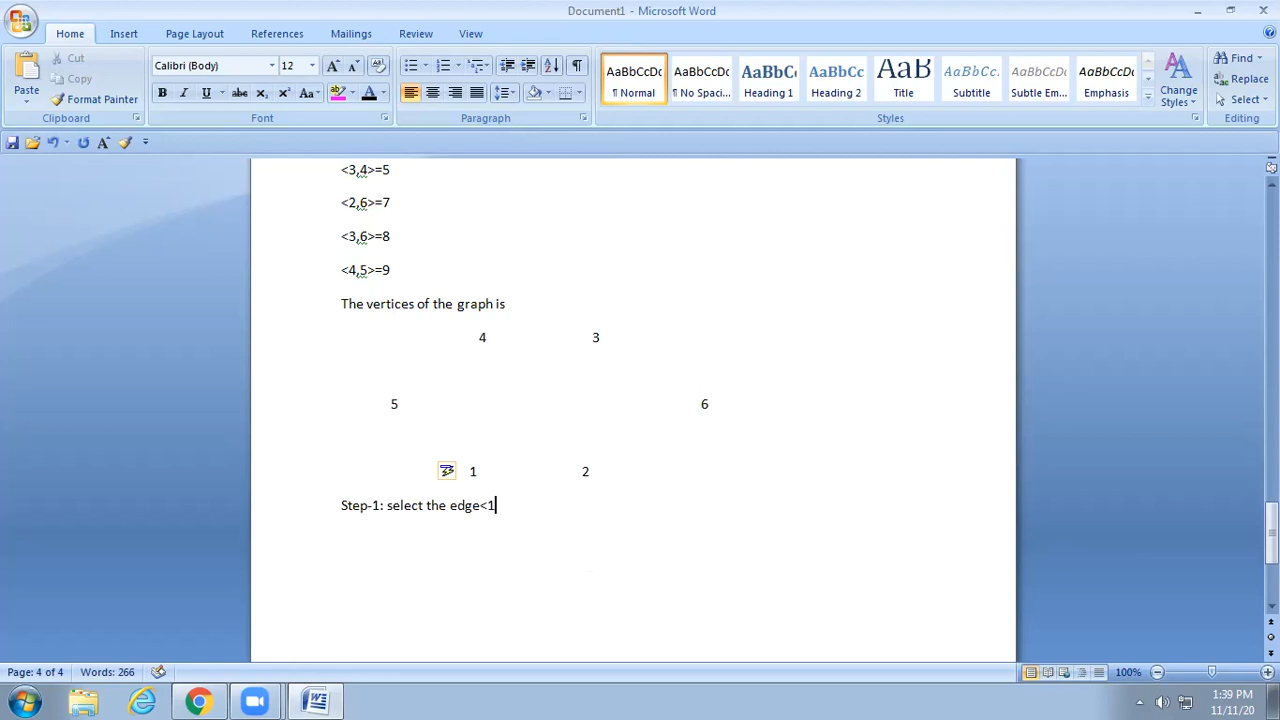 Document1 - Microsoft Word
Home Insert Page Layout References Mailings Review View
Paste
Cut
Copy
Format Painter
Clipboard
Calibri (Body) 12
B I U abc X₂ X² Aa
Font
Paragraph
AaBbCcDc AaBbCcDc AaBbCc AaBbCc AaB AaBbCc. AaBbCcDc AaBbCcDc
¶ Normal ¶ No Spaci... Heading 1 Heading 2 Title Subtitle Subtle Em... Emphasis
Change Styles
Styles
Find
Replace
Select
Editing
<3,4>=5
<2,6>=7
<3,6>=8
<4,5>=9
The vertices of the graph is
4 3
5 6
1 2
Step-1: select the edge<1
Page: 4 of 4 Words: 266 100%
1:39 PM
11/11/20